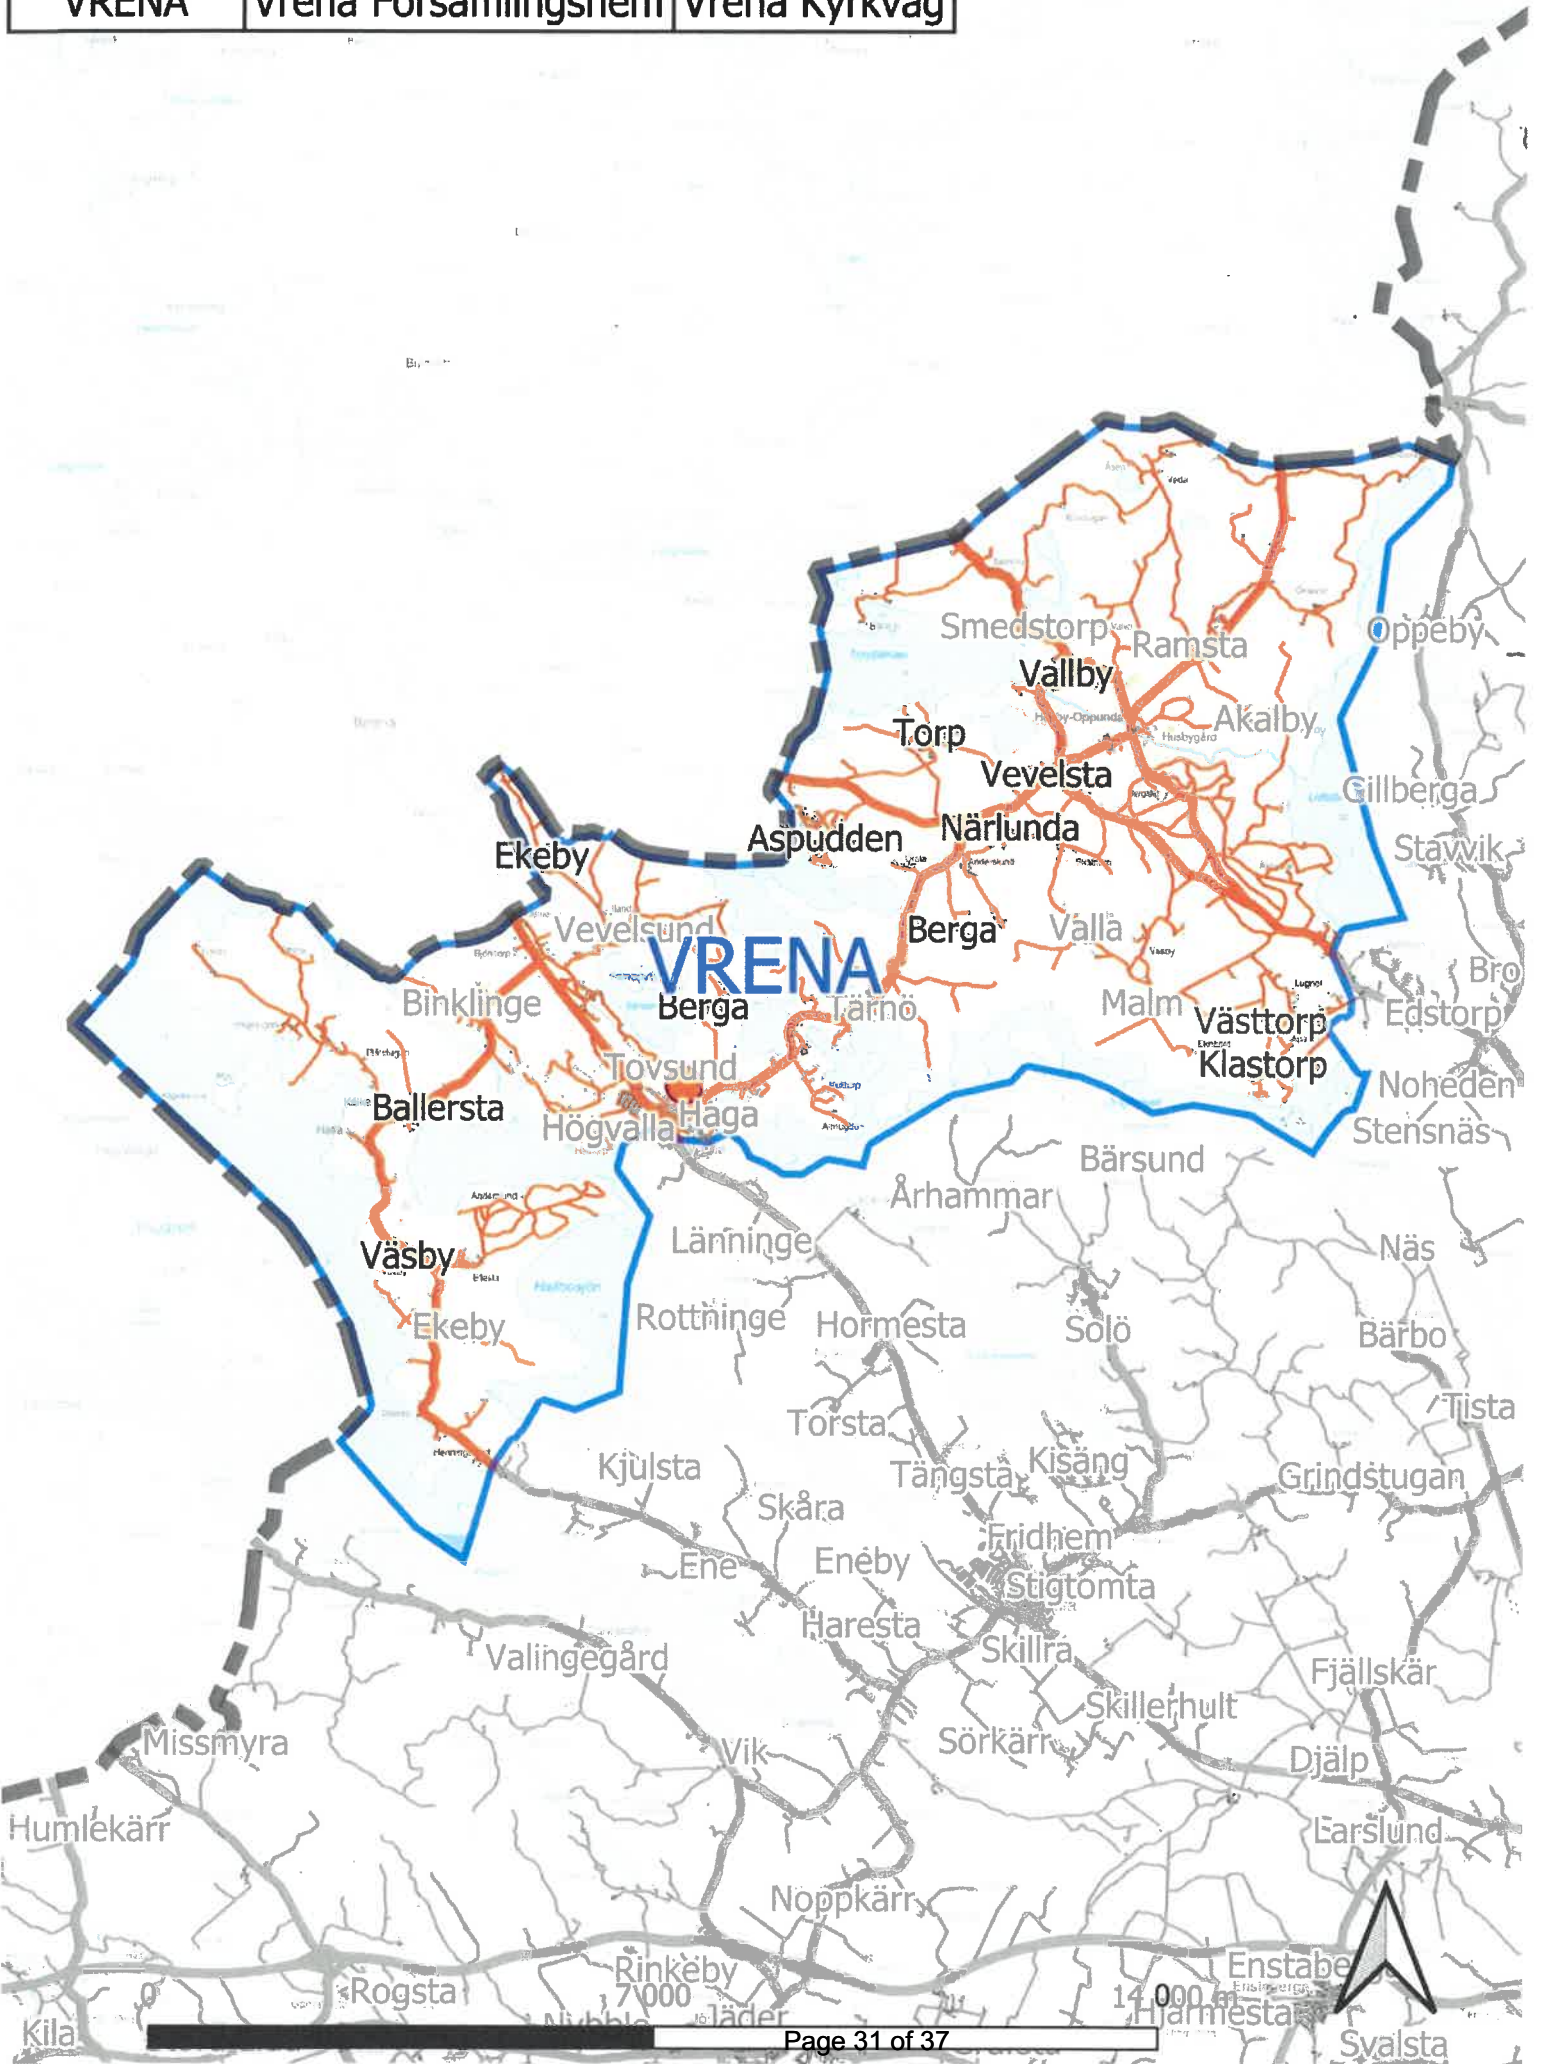 VRENA Vrena Församlingshem Vrena Kyrkväg
Smedstorp
Ramsta
Oppeby
Vallby
Husbygård
Akalby
Torp
Vevelsta
Gillberga
Närlunda
Aspudden
Stavvik
Ekeby
Vevelsund
Berga
Valla
VRENA
Bro
Binklinge
Berga
Tärnö
Malm
Västtorp
Edstorp
Tovsund
Klastorp
Noheden
Ballersta
Högvalla
Haga
Stensnäs
Bärsund
Århammar
Länninge
Näs
Väsby
Hallbosjön
Ekeby
Rottninge
Hormesta
Solö
Bärbo
Tista
Torsta
Kjulsta
Tängsta
Kisäng
Grindstugan
Skåra
Fridhem
Ene
Eneby
Stigtomta
Haresta
Skillra
Valingegård
Fjällskär
Skillerhult
Missmyra
Vik
Sörkärr
Djälp
Humlekärr
Larslund
Noppkärr
Rinkeby
Rogsta
0
7 000
14 000 m
Hjärmesta
Kila
Svalsta
Page 31 of 37